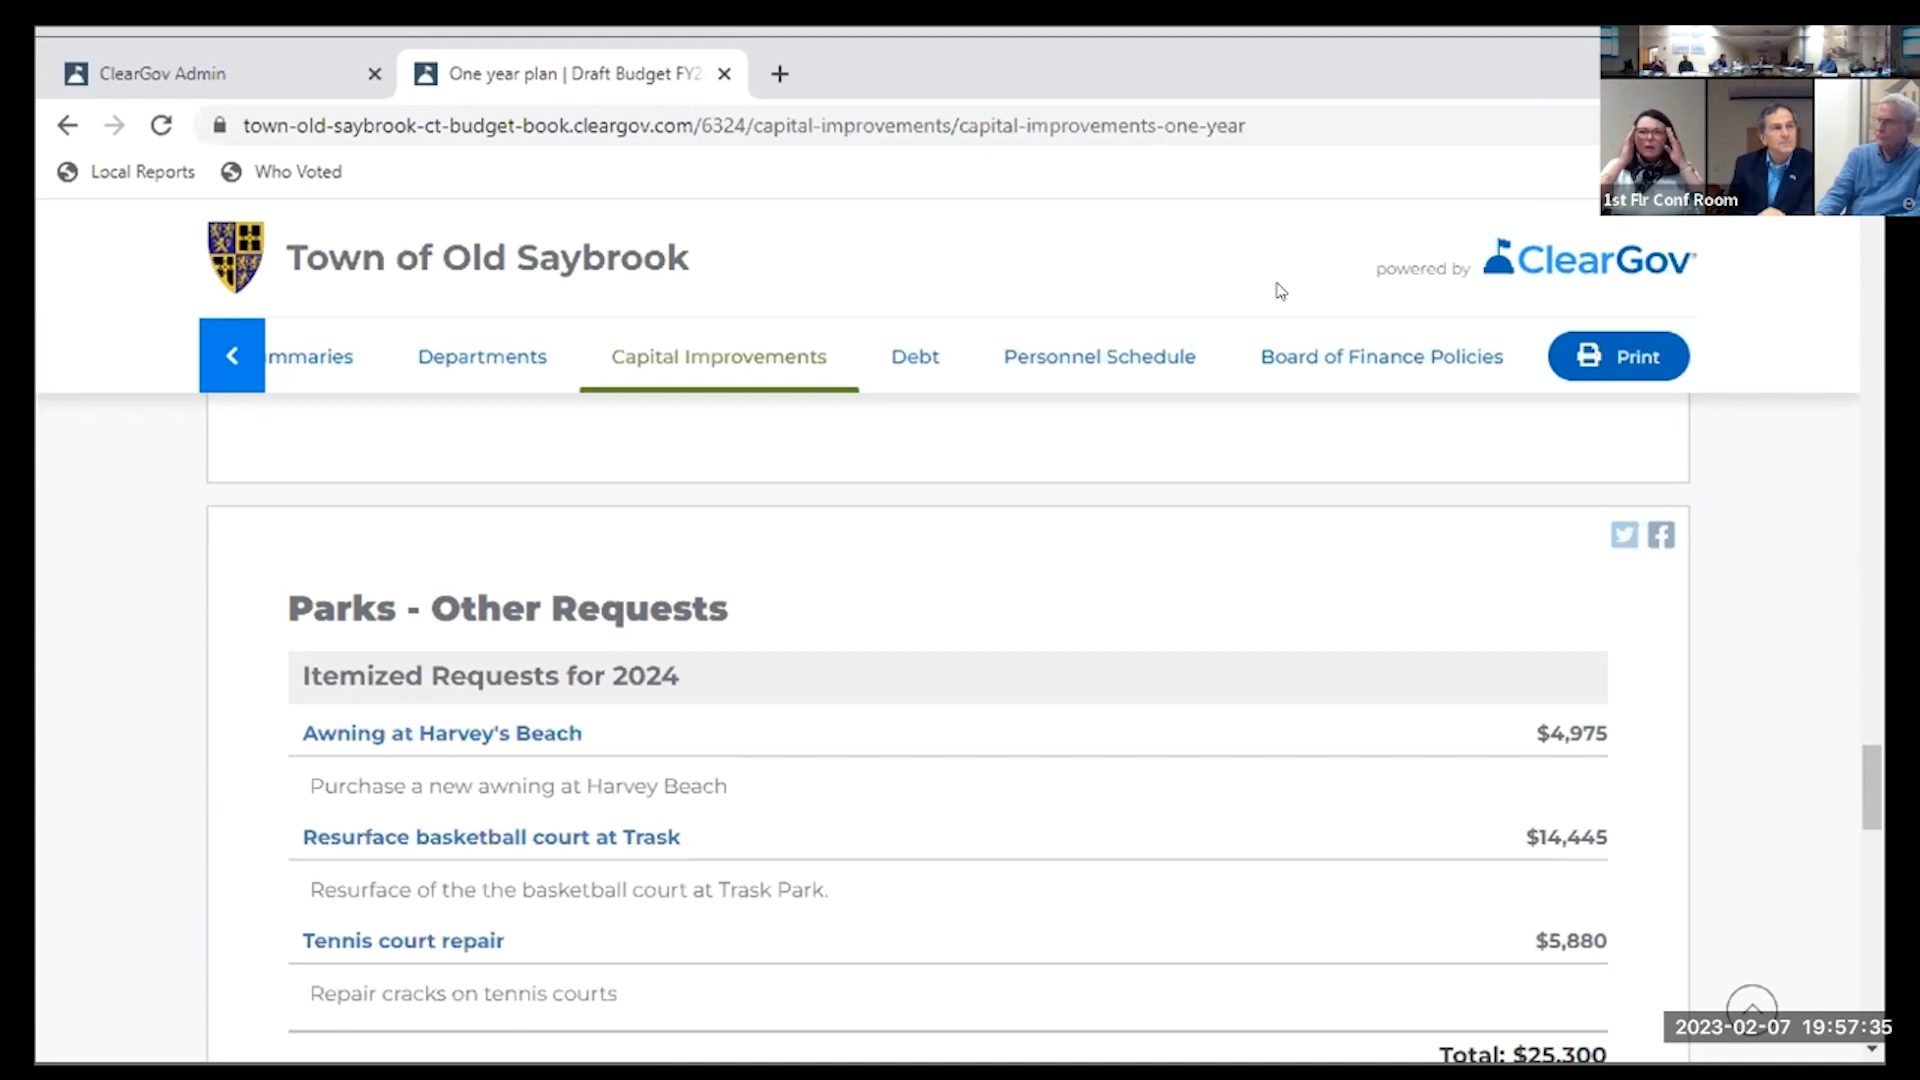 ClearGov Admin
One year plan | Draft Budget FY2
town-old-saybrook-ct-budget-book.cleargov.com/6324/capital-improvements/capital-improvements-one-year
Local Reports
Who Voted
1st Flr Conf Room
Town of Old Saybrook
powered by ClearGov
mmaries
Departments
Capital Improvements
Debt
Personnel Schedule
Board of Finance Policies
Print
Parks - Other Requests
Itemized Requests for 2024
Awning at Harvey's Beach $4,975
Purchase a new awning at Harvey Beach
Resurface basketball court at Trask $14,445
Resurface of the the basketball court at Trask Park.
Tennis court repair $5,880
Repair cracks on tennis courts
Total: $25,300
2023-02-07 19:57:35